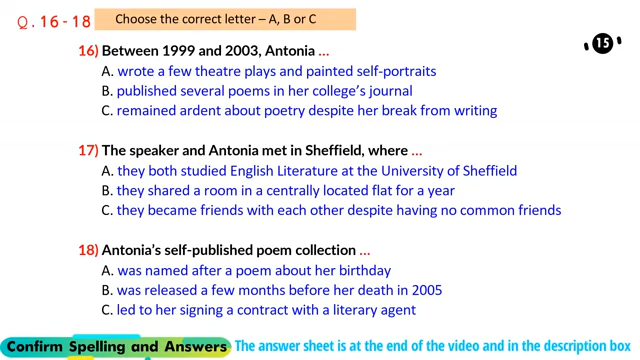 Q.16-18
Choose the correct letter – A, B or C
15
16) Between 1999 and 2003, Antonia ...
A. wrote a few theatre plays and painted self-portraits
B. published several poems in her college's journal
C. remained ardent about poetry despite her break from writing
17) The speaker and Antonia met in Sheffield, where ...
A. they both studied English Literature at the University of Sheffield
B. they shared a room in a centrally located flat for a year
C. they became friends with each other despite having no common friends
18) Antonia's self-published poem collection ...
A. was named after a poem about her birthday
B. was released a few months before her death in 2005
C. led to her signing a contract with a literary agent
Confirm Spelling and Answers The answer sheet is at the end of the video and in the description box